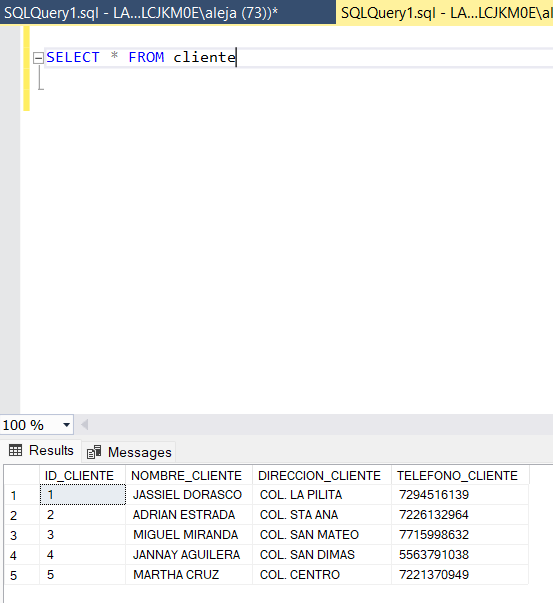 SQLQuery1.sql - LA...LCJKM0E\aleja (73))* SQLQuery1.sql - LA...LCJKM0E\al
SELECT * FROM cliente
100 %
Results Messages
ID_CLIENTE NOMBRE_CLIENTE DIRECCION_CLIENTE TELEFONO_CLIENTE
1 1 JASSIEL DORASCO COL. LA PILITA 7294516139
2 2 ADRIAN ESTRADA COL. STA ANA 7226132964
3 3 MIGUEL MIRANDA COL. SAN MATEO 7715998632
4 4 JANNAY AGUILERA COL. SAN DIMAS 5563791038
5 5 MARTHA CRUZ COL. CENTRO 7221370949